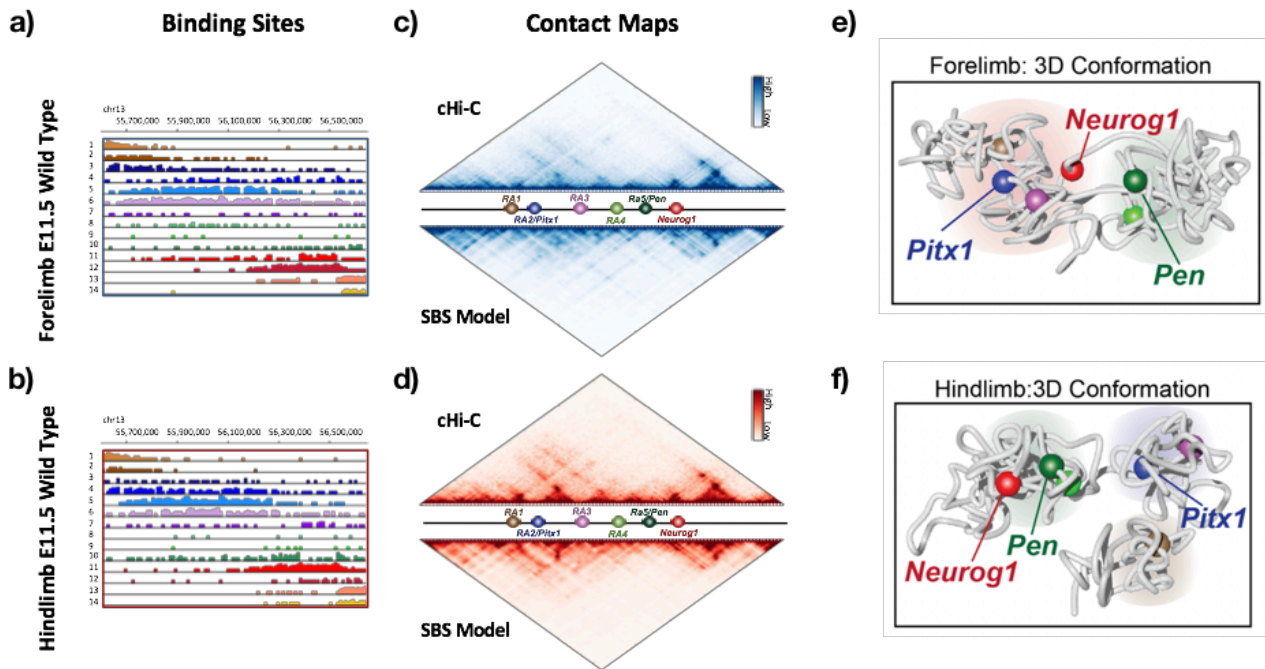 a)
Binding Sites
Forelimb E11.5 Wild Type
chr13
55,700,000 55,900,000 56,100,000 56,300,000 56,500,000
1
2
3
4
5
6
7
8
9
10
11
12
13
14
c)
Contact Maps
cHi-C
High
Low
RA1 RA3 Ra5/Pen
RA2/Pitx1 RA4 Neurog1
SBS Model
e)
Forelimb: 3D Conformation
Neurog1
Pitx1
Pen
b)
Hindlimb E11.5 Wild Type
chr13
55,700,000 55,900,000 56,100,000 56,300,000 56,500,000
1
2
3
4
5
6
7
8
9
10
11
12
13
14
d)
cHi-C
High
Low
RA1 RA3 Ra5/Pen
RA2/Pitx1 RA4 Neurog1
SBS Model
f)
Hindlimb:3D Conformation
Pitx1
Pen
Neurog1